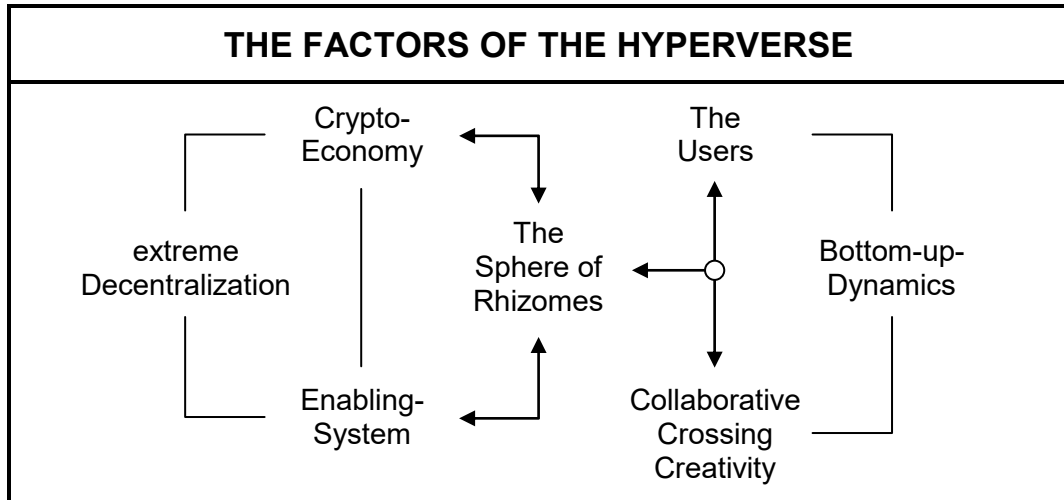 THE FACTORS OF THE HYPERVERSE
Crypto-
Economy
The
Users
extreme
Decentralization
The
Sphere of
Rhizomes
Bottom-up-
Dynamics
Enabling-
System
Collaborative
Crossing
Creativity